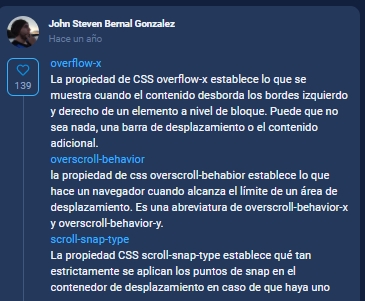 John Steven Bernal Gonzalez
Hace un año
139
overflow-x
La propiedad de CSS overflow-x establece lo que se
muestra cuando el contenido desborda los bordes izquierdo
y derecho de un elemento a nivel de bloque. Puede que no
sea nada, una barra de desplazamiento o el contenido
adicional.
overscroll-behavior
la propiedad de css overscroll-behabior establece lo que
hace un navegador cuando alcanza el límite de un área de
desplazamiento. Es una abreviatura de overscroll-behavior-x
y overscroll-behavior-y.
scroll-snap-type
La propiedad CSS scroll-snap-type establece qué tan
estrictamente se aplican los puntos de snap en el
contenedor de desplazamiento en caso de que haya uno